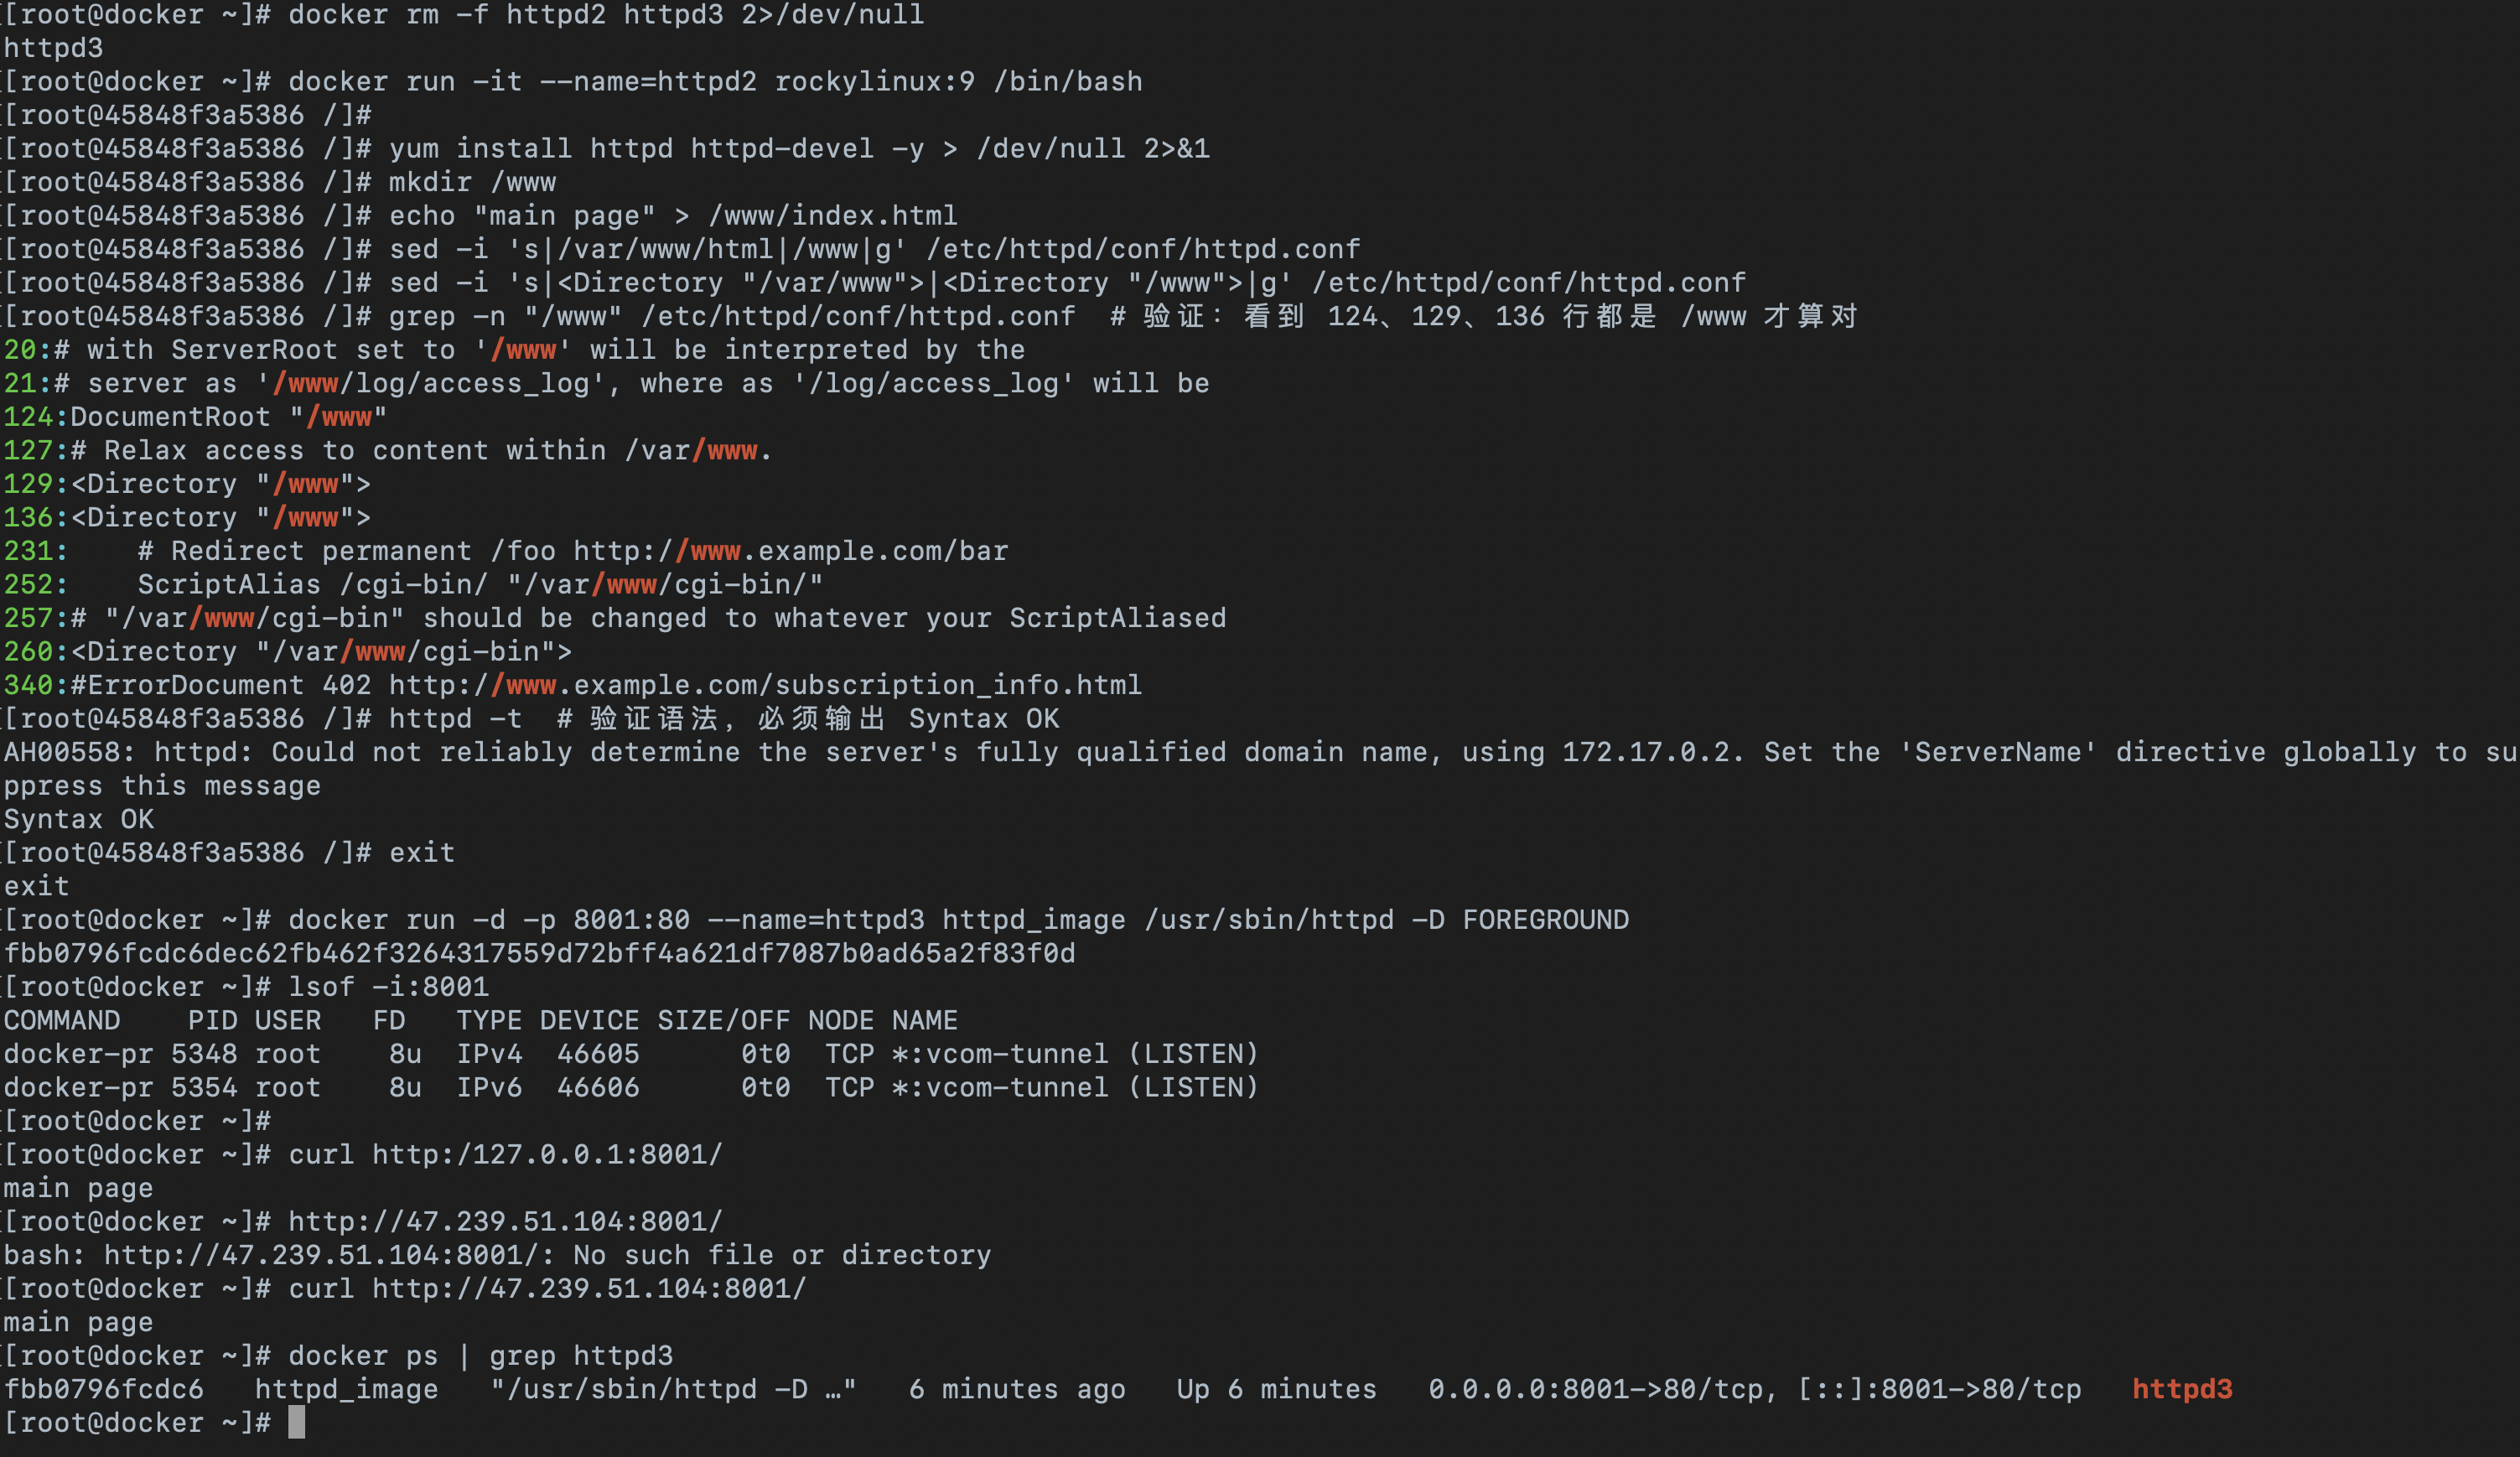 [root@docker ~]# docker rm -f httpd2 httpd3 2>/dev/null
httpd3
[root@docker ~]# docker run -it --name=httpd2 rockylinux:9 /bin/bash
[root@45848f3a5386 /]#
[root@45848f3a5386 /]# yum install httpd httpd-devel -y > /dev/null 2>&1
[root@45848f3a5386 /]# mkdir /www
[root@45848f3a5386 /]# echo "main page" > /www/index.html
[root@45848f3a5386 /]# sed -i 's|/var/www/html|/www|g' /etc/httpd/conf/httpd.conf
[root@45848f3a5386 /]# sed -i 's|<Directory "/var/www">|<Directory "/www">|g' /etc/httpd/conf/httpd.conf
[root@45848f3a5386 /]# grep -n "/www" /etc/httpd/conf/httpd.conf  # 验证：看到 124、129、136 行都是 /www 才算对
20:# with ServerRoot set to '/www' will be interpreted by the
21:# server as '/www/log/access_log', where as '/log/access_log' will be
124:DocumentRoot "/www"
127:# Relax access to content within /var/www.
129:<Directory "/www">
136:<Directory "/www">
231:    # Redirect permanent /foo http://www.example.com/bar
252:    ScriptAlias /cgi-bin/ "/var/www/cgi-bin/"
257:# "/var/www/cgi-bin" should be changed to whatever your ScriptAliased
260:<Directory "/var/www/cgi-bin">
340:#ErrorDocument 402 http://www.example.com/subscription_info.html
[root@45848f3a5386 /]# httpd -t  # 验证语法，必须输出 Syntax OK
AH00558: httpd: Could not reliably determine the server's fully qualified domain name, using 172.17.0.2. Set the 'ServerName' directive globally to su
ppress this message
Syntax OK
[root@45848f3a5386 /]# exit
exit
[root@docker ~]# docker run -d -p 8001:80 --name=httpd3 httpd_image /usr/sbin/httpd -D FOREGROUND
fbb0796fcdc6dec62fb462f3264317559d72bff4a621df7087b0ad65a2f83f0d
[root@docker ~]# lsof -i:8001
COMMAND    PID USER   FD   TYPE DEVICE SIZE/OFF NODE NAME
docker-pr 5348 root    8u  IPv4  46605      0t0  TCP *:vcom-tunnel (LISTEN)
docker-pr 5354 root    8u  IPv6  46606      0t0  TCP *:vcom-tunnel (LISTEN)
[root@docker ~]#
[root@docker ~]# curl http:/127.0.0.1:8001/
main page
[root@docker ~]# http://47.239.51.104:8001/
bash: http://47.239.51.104:8001/: No such file or directory
[root@docker ~]# curl http://47.239.51.104:8001/
main page
[root@docker ~]# docker ps | grep httpd3
fbb0796fcdc6   httpd_image   "/usr/sbin/httpd -D …"   6 minutes ago   Up 6 minutes   0.0.0.0:8001->80/tcp, [::]:8001->80/tcp   httpd3
[root@docker ~]#